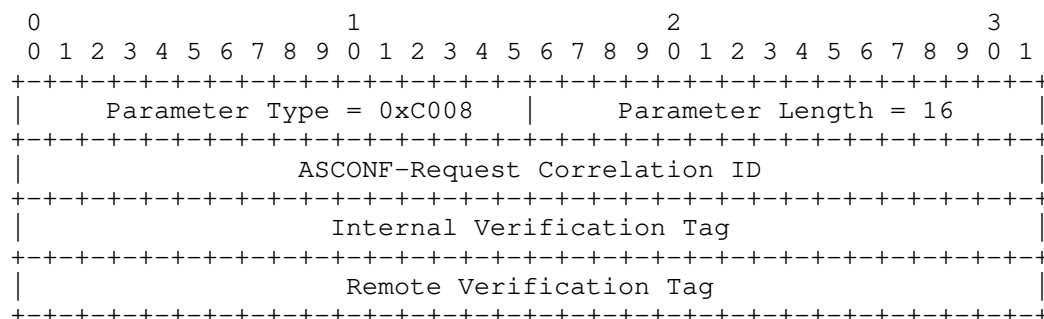 0                   1                   2                   3
 0 1 2 3 4 5 6 7 8 9 0 1 2 3 4 5 6 7 8 9 0 1 2 3 4 5 6 7 8 9 0 1
+-+-+-+-+-+-+-+-+-+-+-+-+-+-+-+-+-+-+-+-+-+-+-+-+-+-+-+-+-+-+-+-+
|     Parameter Type = 0xC008   |     Parameter Length = 16     |
+-+-+-+-+-+-+-+-+-+-+-+-+-+-+-+-+-+-+-+-+-+-+-+-+-+-+-+-+-+-+-+-+
|                 ASCONF-Request Correlation ID                 |
+-+-+-+-+-+-+-+-+-+-+-+-+-+-+-+-+-+-+-+-+-+-+-+-+-+-+-+-+-+-+-+-+
|                   Internal Verification Tag                   |
+-+-+-+-+-+-+-+-+-+-+-+-+-+-+-+-+-+-+-+-+-+-+-+-+-+-+-+-+-+-+-+-+
|                    Remote Verification Tag                    |
+-+-+-+-+-+-+-+-+-+-+-+-+-+-+-+-+-+-+-+-+-+-+-+-+-+-+-+-+-+-+-+-+